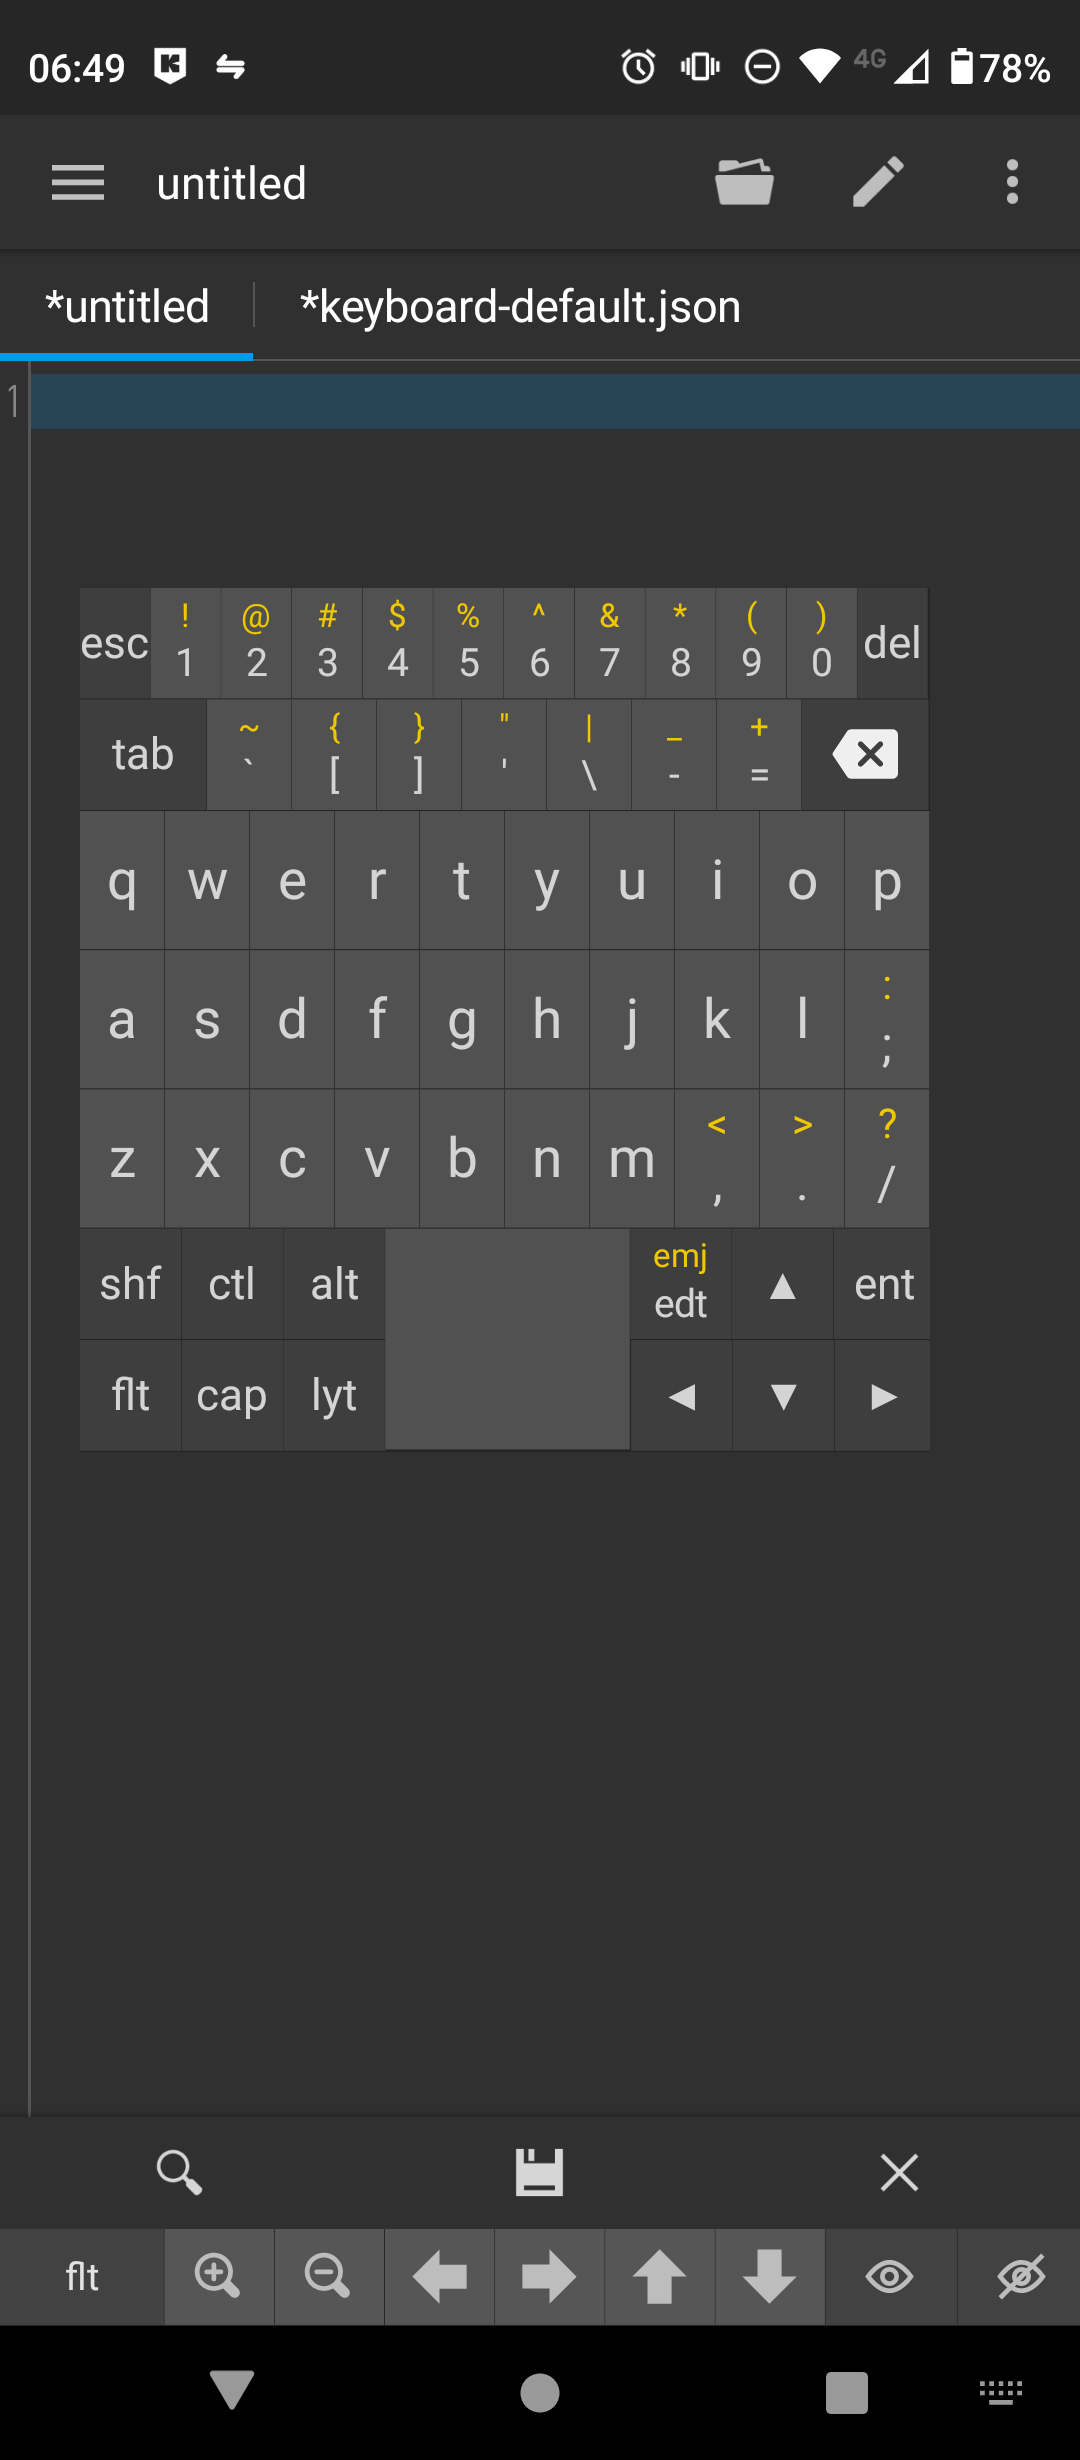 06:49 4G 78%
untitled
*untitled *keyboard-default.json
1
! @ # $ % ^ & * ( )
esc 1 2 3 4 5 6 7 8 9 0 del
~ { } " | _ +
tab ` [ ] ' \ - =
q w e r t y u i o p
:
a s d f g h j k l ;
< > ?
z x c v b n m , . /
emj
shf ctl alt edt ▲ ent
flt cap lyt ◀ ▼ ▶
flt